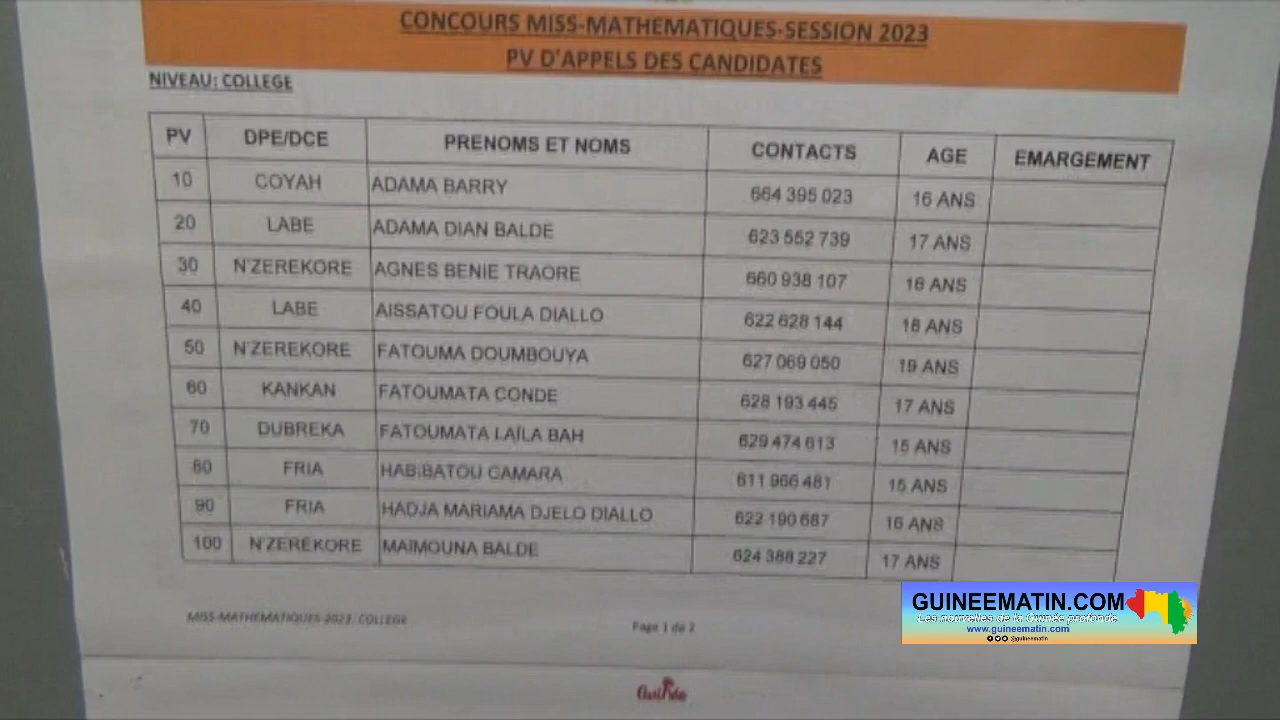 CONCOURS MISS-MATHEMATIQUES-SESSION 2023
PV D'APPELS DES CANDIDATES
NIVEAU: COLLEGE
PV DPE/DCE PRENOMS ET NOMS CONTACTS AGE EMARGEMENT
10 COYAH ADAMA BARRY 664 395 023 16 ANS
20 LABE ADAMA DIAN BALDE 623 552 739 17 ANS
30 N'ZEREKORE AGNES BENIE TRAORE 660 938 107 16 ANS
40 LABE AISSATOU FOULA DIALLO 622 628 144 18 ANS
50 N'ZEREKORE FATOUMA DOUMBOUYA 627 069 050 19 ANS
60 KANKAN FATOUMATA CONDE 628 193 445 17 ANS
70 DUBREKA FATOUMATA LAILA BAH 629 474 613 15 ANS
80 FRIA HABIBATOU CAMARA 611 966 481 15 ANS
90 FRIA HADJA MARIAMA DJELO DIALLO 622 190 687 16 ANS
100 N'ZEREKORE MAIMOUNA BALDE 624 388 227 17 ANS
MISS-MATHEMATIQUES-2023: COLLEGE
Page 1 de 2
GUINEEMATIN.COM
Les nouvelles de la Guinée profonde
www.guineematin.com
@guineematin
Guinée